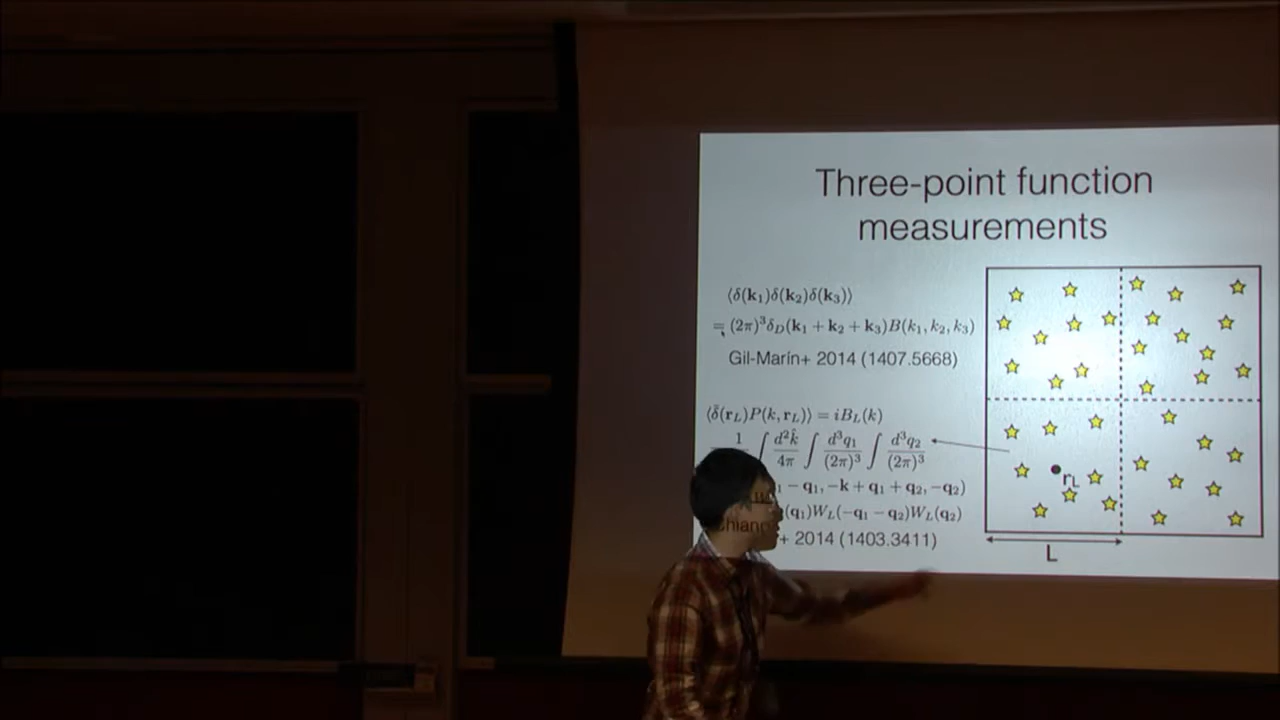 Three-point function
measurements
⟨δ(k₁)δ(k₂)δ(k₃)⟩
= (2π)³δ_D(k₁ + k₂ + k₃)B(k₁, k₂, k₃)
Gil-Marín+ 2014 (1407.5668)
⟨δ̄(r_L)P(k, r_L)⟩ = iB_L(k)
1 ∫ d²k̂/4π ∫ d³q₁/(2π)³ ∫ d³q₂/(2π)³
− q₁, −k + q₁ + q₂, −q₂)
(q₁)W_L(−q₁ − q₂)W_L(q₂)
+ 2014 (1403.3411)
r_L
L